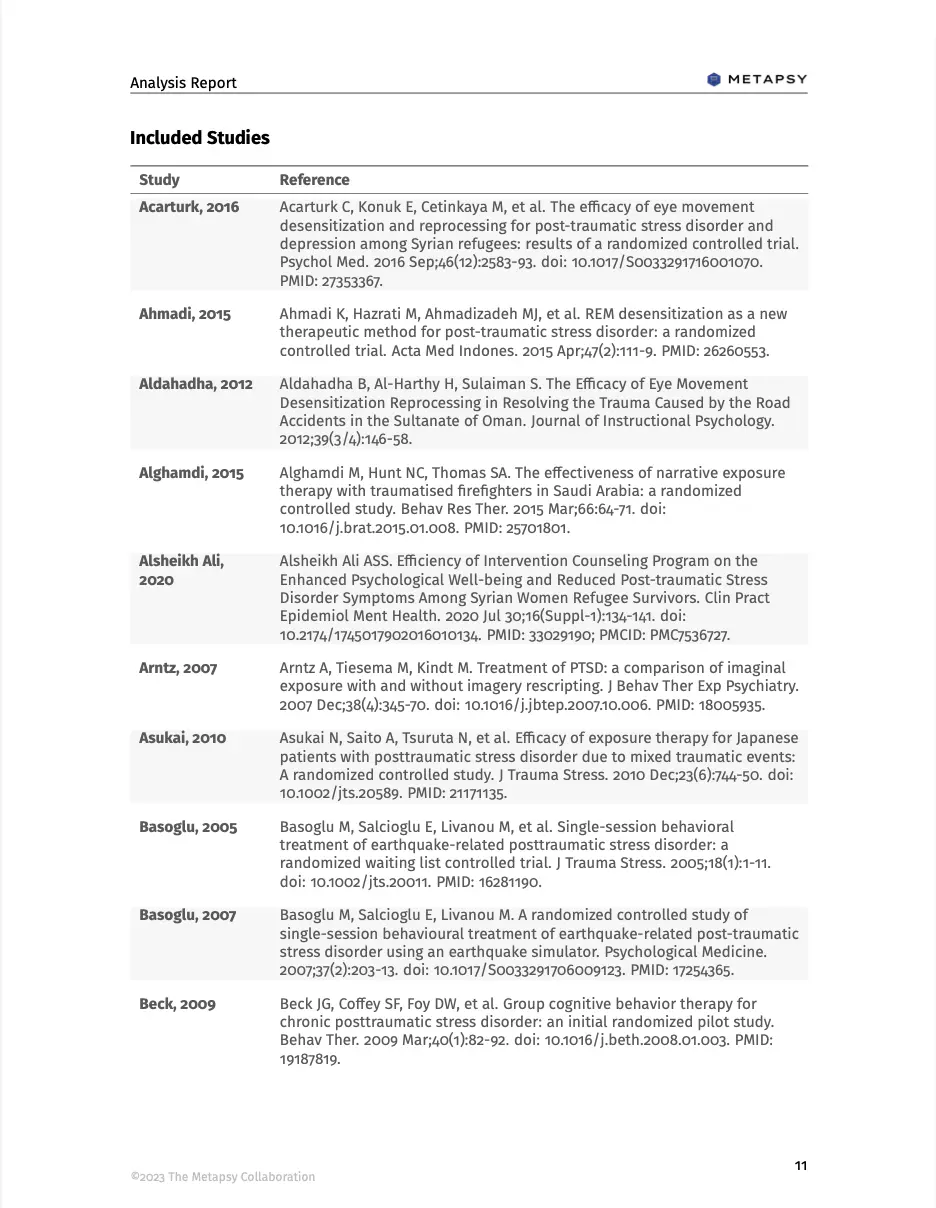 Analysis Report
METAPSY
Included Studies
Study Reference
Acarturk, 2016 Acarturk C, Konuk E, Cetinkaya M, et al. The efficacy of eye movement
desensitization and reprocessing for post-traumatic stress disorder and
depression among Syrian refugees: results of a randomized controlled trial.
Psychol Med. 2016 Sep;46(12):2583-93. doi: 10.1017/S0033291716001070.
PMID: 27353367.
Ahmadi, 2015 Ahmadi K, Hazrati M, Ahmadizadeh MJ, et al. REM desensitization as a new
therapeutic method for post-traumatic stress disorder: a randomized
controlled trial. Acta Med Indones. 2015 Apr;47(2):111-9. PMID: 26260553.
Aldahadha, 2012 Aldahadha B, Al-Harthy H, Sulaiman S. The Efficacy of Eye Movement
Desensitization Reprocessing in Resolving the Trauma Caused by the Road
Accidents in the Sultanate of Oman. Journal of Instructional Psychology.
2012;39(3/4):146-58.
Alghamdi, 2015 Alghamdi M, Hunt NC, Thomas SA. The effectiveness of narrative exposure
therapy with traumatised firefighters in Saudi Arabia: a randomized
controlled study. Behav Res Ther. 2015 Mar;66:64-71. doi:
10.1016/j.brat.2015.01.008. PMID: 25701801.
Alsheikh Ali, Alsheikh Ali ASS. Efficiency of Intervention Counseling Program on the
2020 Enhanced Psychological Well-being and Reduced Post-traumatic Stress
Disorder Symptoms Among Syrian Women Refugee Survivors. Clin Pract
Epidemiol Ment Health. 2020 Jul 30;16(Suppl-1):134-141. doi:
10.2174/1745017902016010134. PMID: 33029190; PMCID: PMC7536727.
Arntz, 2007 Arntz A, Tiesema M, Kindt M. Treatment of PTSD: a comparison of imaginal
exposure with and without imagery rescripting. J Behav Ther Exp Psychiatry.
2007 Dec;38(4):345-70. doi: 10.1016/j.jbtep.2007.10.006. PMID: 18005935.
Asukai, 2010 Asukai N, Saito A, Tsuruta N, et al. Efficacy of exposure therapy for Japanese
patients with posttraumatic stress disorder due to mixed traumatic events:
A randomized controlled study. J Trauma Stress. 2010 Dec;23(6):744-50. doi:
10.1002/jts.20589. PMID: 21171135.
Basoglu, 2005 Basoglu M, Salcioglu E, Livanou M, et al. Single-session behavioral
treatment of earthquake-related posttraumatic stress disorder: a
randomized waiting list controlled trial. J Trauma Stress. 2005;18(1):1-11.
doi: 10.1002/jts.20011. PMID: 16281190.
Basoglu, 2007 Basoglu M, Salcioglu E, Livanou M. A randomized controlled study of
single-session behavioural treatment of earthquake-related post-traumatic
stress disorder using an earthquake simulator. Psychological Medicine.
2007;37(2):203-13. doi: 10.1017/S0033291706009123. PMID: 17254365.
Beck, 2009 Beck JG, Coffey SF, Foy DW, et al. Group cognitive behavior therapy for
chronic posttraumatic stress disorder: an initial randomized pilot study.
Behav Ther. 2009 Mar;40(1):82-92. doi: 10.1016/j.beth.2008.01.003. PMID:
19187819.
11
©2023 The Metapsy Collaboration